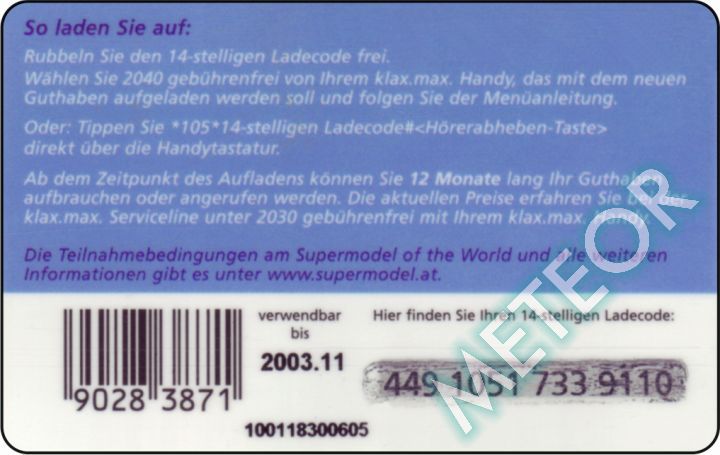 So laden Sie auf:
Rubbeln Sie den 14-stelligen Ladecode frei.
Wählen Sie 2040 gebührenfrei von Ihrem klax.max. Handy, das mit dem neuen
Guthaben aufgeladen werden soll und folgen Sie der Menüanleitung.
Oder: Tippen Sie *105*14-stelligen Ladecode#<Hörerabheben-Taste>
direkt über die Handytastatur.
Ab dem Zeitpunkt des Aufladens können Sie 12 Monate lang Ihr Guthaben
aufbrauchen oder angerufen werden. Die aktuellen Preise erfahren Sie bei der
klax.max. Serviceline unter 2030 gebührenfrei mit Ihrem klax.max. Handy.
Die Teilnahmebedingungen am Supermodel of the World und alle weiteren
Informationen gibt es unter www.supermodel.at.
verwendbar
bis
2003.11
Hier finden Sie Ihren 14-stelligen Ladecode:
449 1051 733 9110
9028 3871
100118300605
METEOR